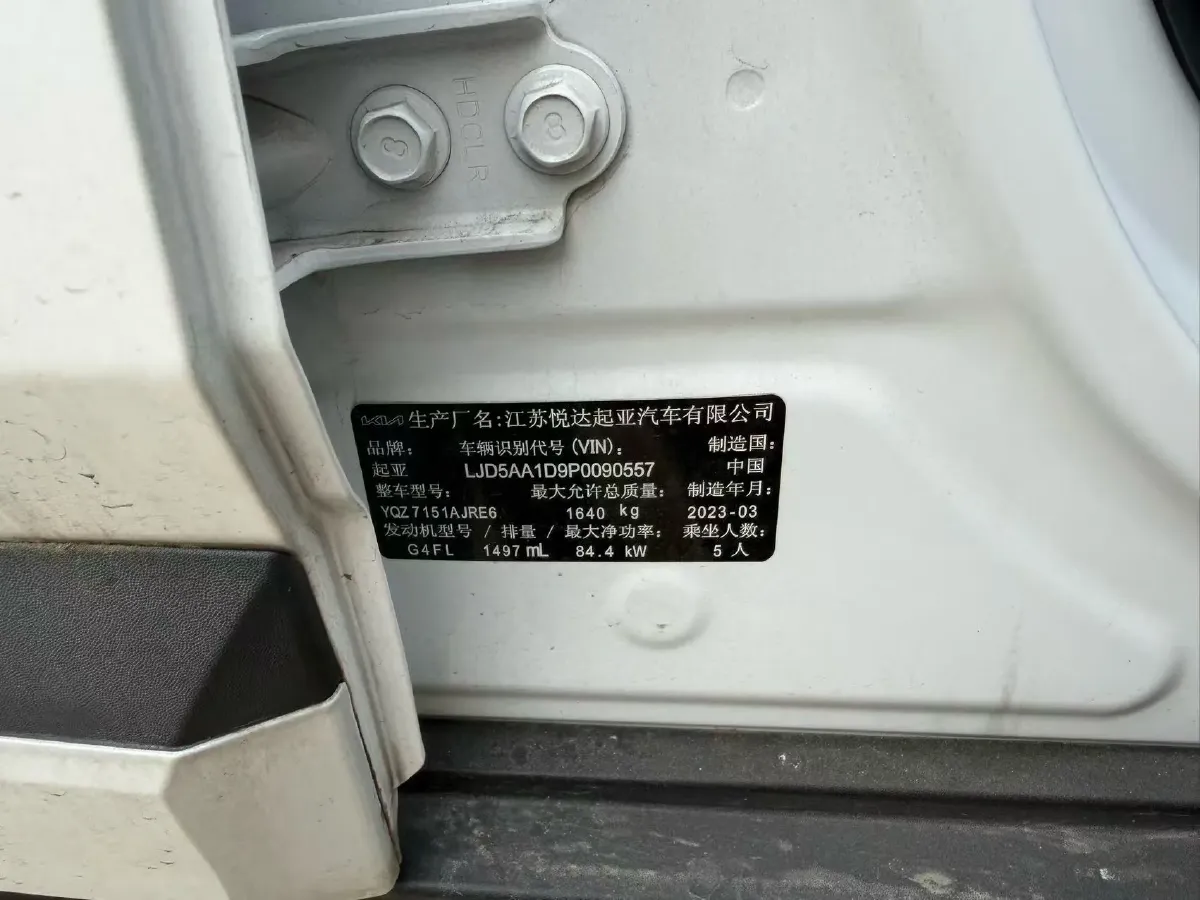 HDCLR
8
8
KIA 生产厂名:江苏悦达起亚汽车有限公司
品牌: 车辆识别代号(VIN): 制造国:
起亚 LJD5AA1D9P0090557 中国
整车型号: 最大允许总质量: 制造年月:
YQZ7151AJRE6 1640 kg 2023-03
发动机型号 / 排量 / 最大净功率: 乘坐人数:
G4FL 1497 mL 84.4 kW 5 人